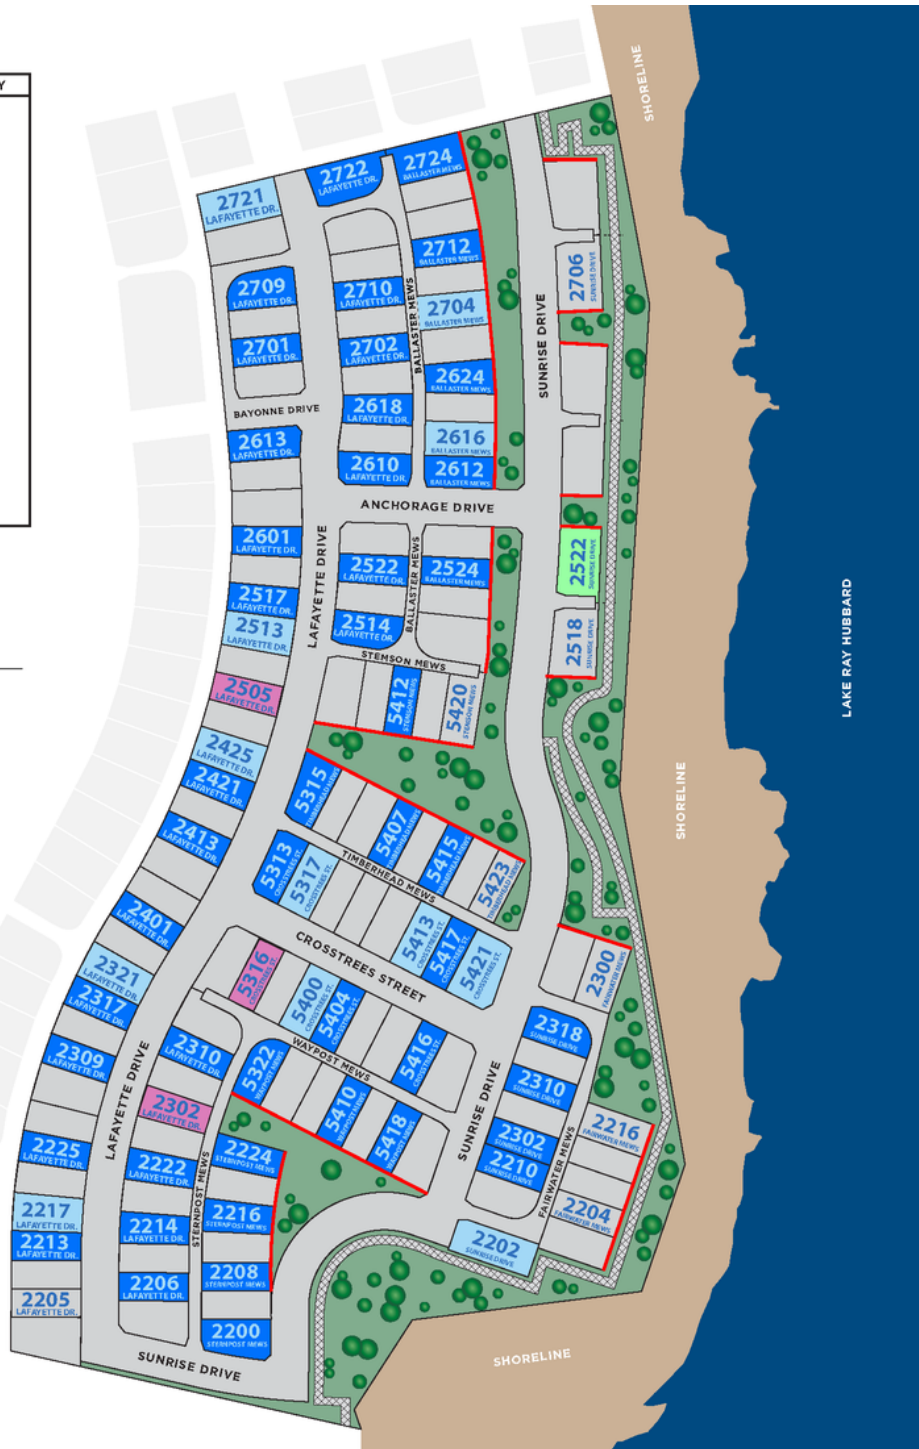 Y
SHORELINE
2724
BALLASTER MEWS
2722
LAFAYETTE DR.
2721
LAFAYETTE DR.
2712
BALLASTER MEWS
2706
SUNRISE DRIVE
2709
LAFAYETTE DR.
2710
LAFAYETTE DR.
2704
BALLASTER MEWS
BALLASTER MEWS
SUNRISE DRIVE
2701
LAFAYETTE DR.
2702
LAFAYETTE DR.
2624
BALLASTER MEWS
BAYONNE DRIVE
2618
LAFAYETTE DR.
2616
BALLASTER MEWS
2613
LAFAYETTE DR.
2610
LAFAYETTE DR.
2612
BALLASTER MEWS
ANCHORAGE DRIVE
2601
LAFAYETTE DR.
LAFAYETTE DRIVE
2522
LAFAYETTE DR.
BALLASTER MEWS
2524
BALLASTER MEWS
2522
SUNRISE DRIVE
2517
LAFAYETTE DR.
2513
LAFAYETTE DR.
2514
LAFAYETTE DR.
2518
SUNRISE DRIVE
LAKE RAY HUBBARD
STEMSON MEWS
2505
LAFAYETTE DR.
5412
STEMSON MEWS
5420
STEMSON MEWS
2425
LAFAYETTE DR.
2421
LAFAYETTE DR.
5315
TIMBERHEAD MEWS
SHORELINE
2413
LAFAYETTE DR.
5407
TIMBERHEAD MEWS
5415
TIMBERHEAD MEWS
5423
TIMBERHEAD MEWS
5313
CROSSTREES ST.
5317
CROSSTREES ST.
TIMBERHEAD MEWS
2401
LAFAYETTE DR.
5413
CROSSTREES ST.
5417
CROSSTREES ST.
5421
CROSSTREES ST.
CROSSTREES STREET
2321
LAFAYETTE DR.
5316
CROSSTREES ST.
2300
FAIRWATER MEWS
2317
LAFAYETTE DR.
5400
CROSSTREES ST.
5404
CROSSTREES ST.
2318
SUNRISE DRIVE
2309
LAFAYETTE DR.
2310
LAFAYETTE DR.
5322
WAYPOST MEWS
WAYPOST MEWS
5416
CROSSTREES ST.
2310
SUNRISE DRIVE
LAFAYETTE DRIVE
2302
LAFAYETTE DR.
5410
WAYPOST MEWS
5418
WAYPOST MEWS
SUNRISE DRIVE
2302
SUNRISE DRIVE
2216
FAIRWATER MEWS
2225
LAFAYETTE DR.
2222
LAFAYETTE DR.
2224
STERNPOST MEWS
2210
SUNRISE DRIVE
FAIRWATER MEWS
2217
LAFAYETTE DR.
2214
LAFAYETTE DR.
STERNPOST MEWS
2216
STERNPOST MEWS
2204
FAIRWATER MEWS
2213
LAFAYETTE DR.
2202
SUNRISE DRIVE
2206
LAFAYETTE DR.
2208
STERNPOST MEWS
2205
LAFAYETTE DR.
2200
STERNPOST MEWS
SUNRISE DRIVE
SHORELINE